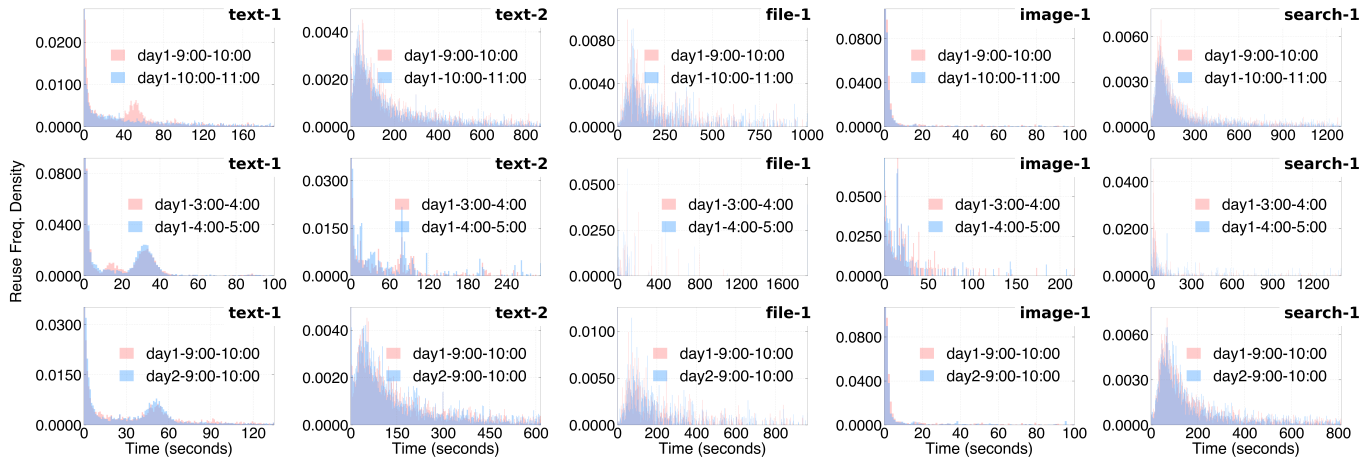 text-1
text-2
file-1
image-1
search-1
0.0200
0.0100
0.0000
day1-9:00-10:00
day1-10:00-11:00
0 40 80 120 160
0.0040
0.0020
0.0000
day1-9:00-10:00
day1-10:00-11:00
0 200 400 600 800
0.0080
0.0040
0.0000
day1-9:00-10:00
day1-10:00-11:00
0 250 500 750 1000
0.0800
0.0400
0.0000
day1-9:00-10:00
day1-10:00-11:00
0 20 40 60 80 100
0.0060
0.0030
0.0000
day1-9:00-10:00
day1-10:00-11:00
0 300 600 900 1200
Reuse Freq. Density
text-1
text-2
file-1
image-1
search-1
0.0800
0.0400
0.0000
day1-3:00-4:00
day1-4:00-5:00
0 20 40 60 80 100
0.0300
0.0150
0.0000
day1-3:00-4:00
day1-4:00-5:00
0 60 120 180 240
0.0500
0.0250
0.0000
day1-3:00-4:00
day1-4:00-5:00
0 400 800 1200 1600
0.0500
0.0250
0.0000
day1-3:00-4:00
day1-4:00-5:00
0 50 100 150 200
0.0400
0.0200
0.0000
day1-3:00-4:00
day1-4:00-5:00
0 300 600 900 1200
text-1
text-2
file-1
image-1
search-1
0.0300
0.0150
0.0000
day1-9:00-10:00
day2-9:00-10:00
0 30 60 90 120
Time (seconds)
0.0040
0.0020
0.0000
day1-9:00-10:00
day2-9:00-10:00
0 150 300 450 600
Time (seconds)
0.0100
0.0050
0.0000
day1-9:00-10:00
day2-9:00-10:00
0 200 400 600 800
Time (seconds)
0.0800
0.0400
0.0000
day1-9:00-10:00
day2-9:00-10:00
0 20 40 60 80 100
Time (seconds)
0.0060
0.0030
0.0000
day1-9:00-10:00
day2-9:00-10:00
0 200 400 600 800
Time (seconds)